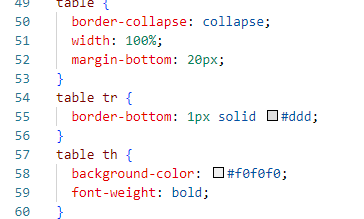 49 table {
50 border-collapse: collapse;
51 width: 100%;
52 margin-bottom: 20px;
53 }
54 table tr {
55 border-bottom: 1px solid #ddd;
56 }
57 table th {
58 background-color: #f0f0f0;
59 font-weight: bold;
60 }